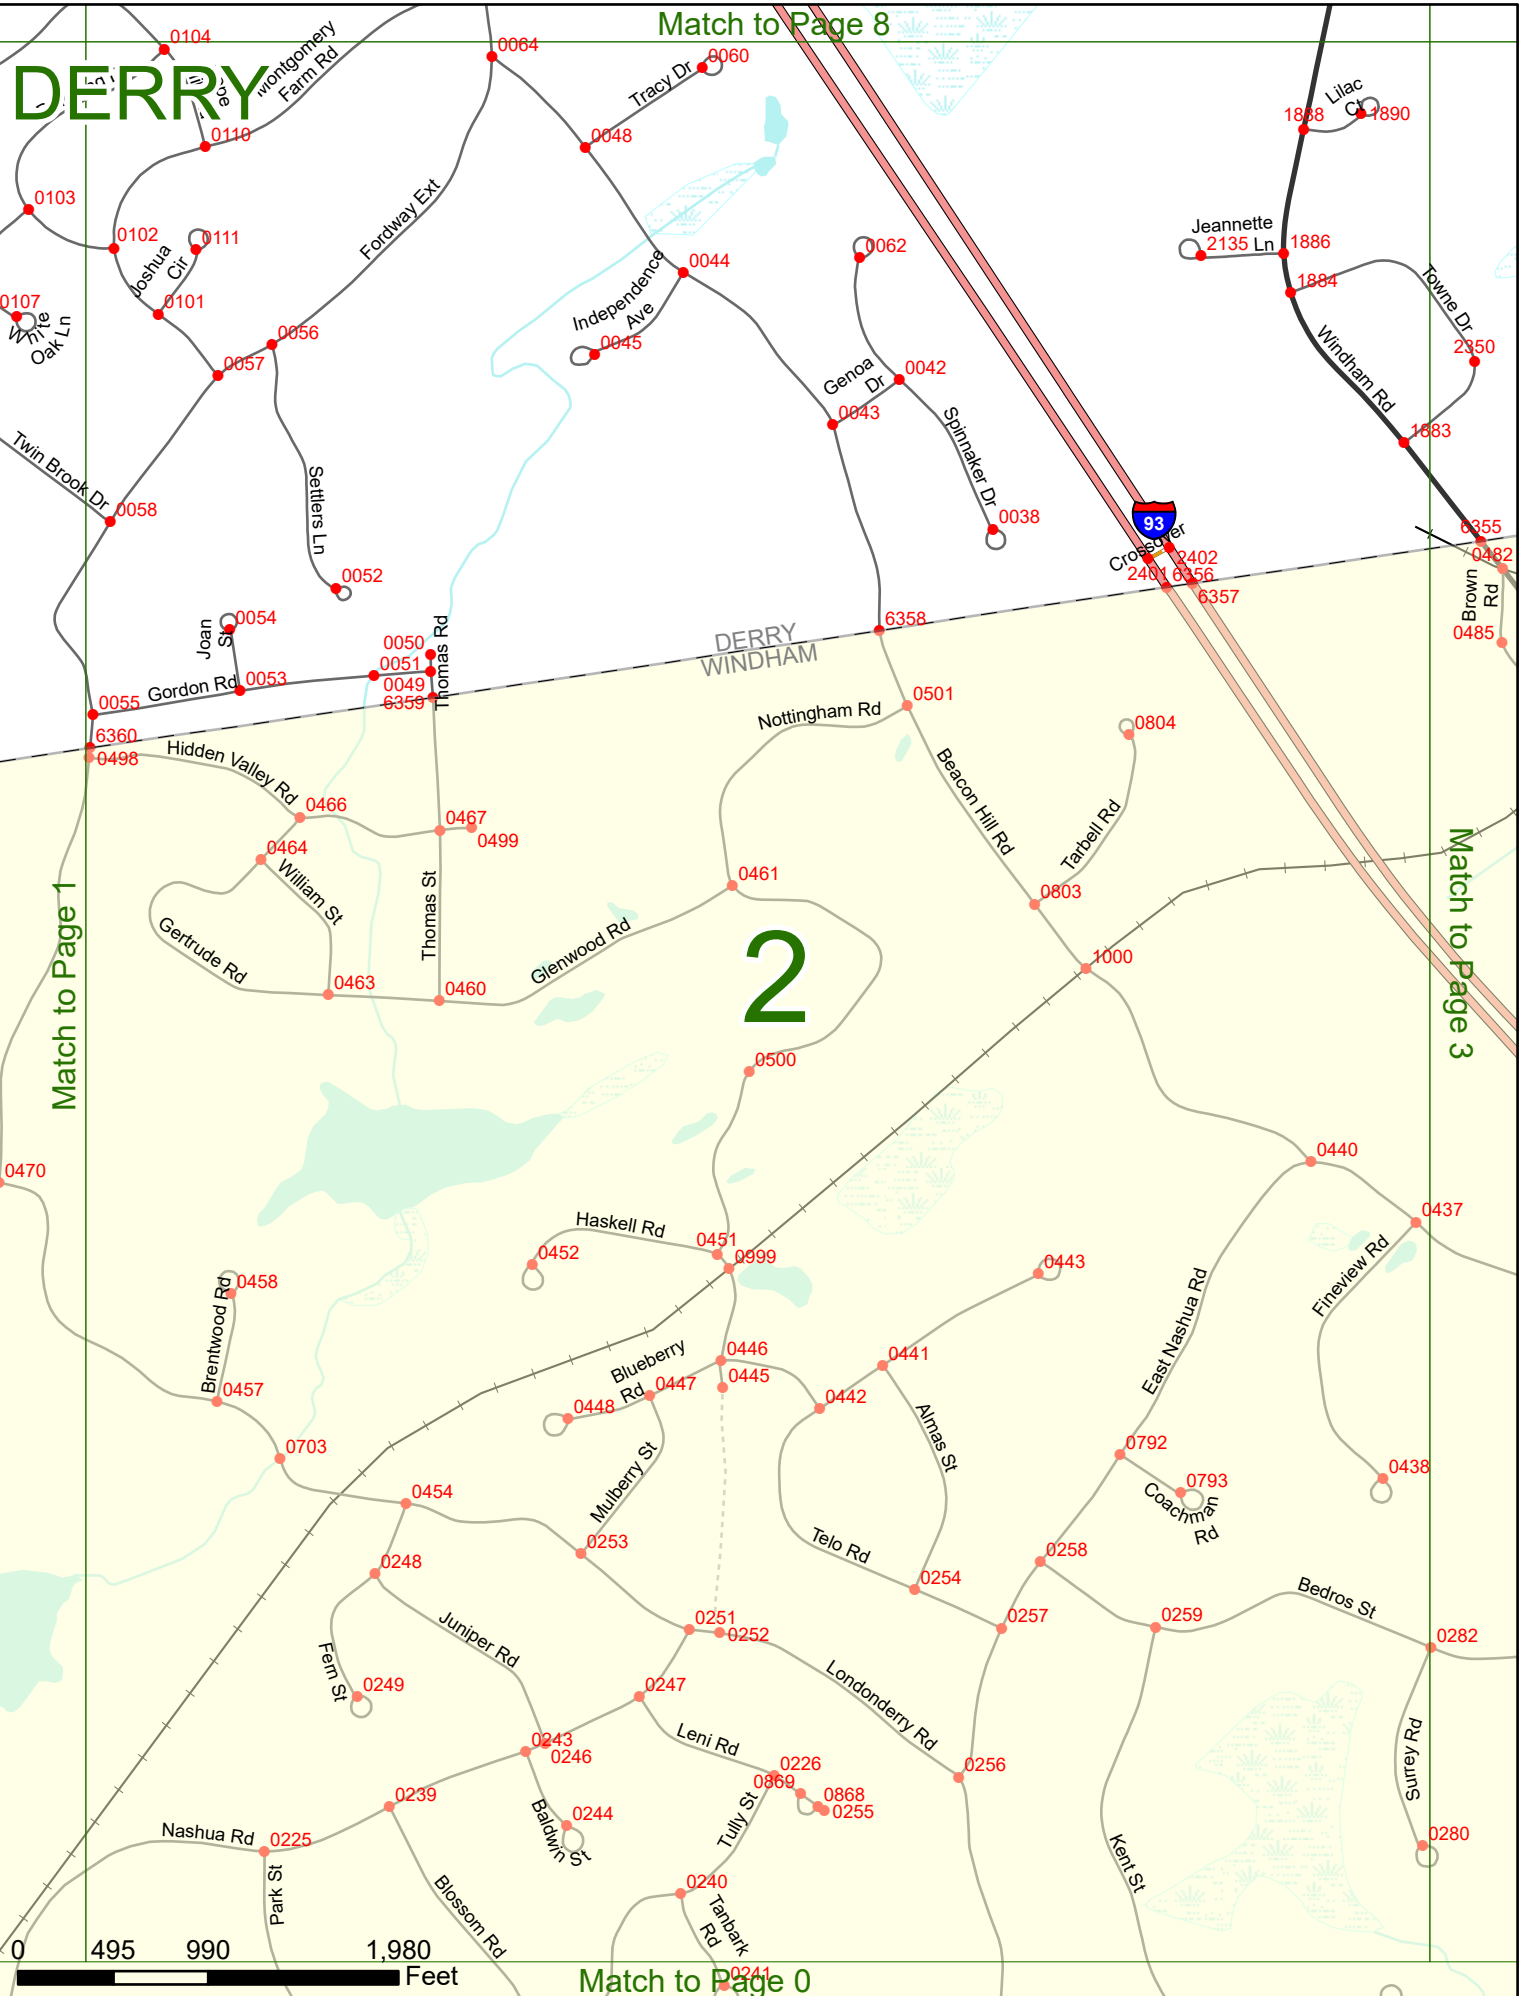 Match to Page 8
DERRY
0104
Montgomery
Farm Rd
0064
0060
Tracy Dr
Lilac
Ct
1890
1838
0110
0048
0103
0102
0111
Joshua
Cir
Fordway Ext
0062
Jeannette
Ln
2135
1886
0044
1884
Towne Dr
0107
White
Oak Ln
0101
0056
Independence
Ave
0045
0057
Genoa
Dr
0042
0043
Windham Rd
2350
1883
Spinnaker Dr
Twin Brook Dr
0058
Settlers Ln
0038
93
Crossover
2402
2401
6356
6357
6355
0482
Brown
Rd
0485
0052
0054
Joan
St
0050
0051
0049
Thomas Rd
6359
DERRY
WINDHAM
6358
Gordon Rd
0053
0055
6360
0498
Hidden Valley Rd
Nottingham Rd
0501
0804
Beacon Hill Rd
Tarbell Rd
0466
0467
0499
0464
William St
0461
0803
Match to Page 1
Match to Page 3
Thomas St
Gertrude Rd
Glenwood Rd
2
0463
0460
1000
0500
0470
0440
0437
Haskell Rd
0451
0999
0452
0443
Fineview Rd
East Nashua Rd
0458
Brentwood Rd
0457
Blueberry
Rd
0446
0445
0447
0448
0441
0442
Almas St
0703
Mulberry St
0792
0793
Coachman
Rd
0438
0454
Telo Rd
0253
0258
0248
0254
Juniper Rd
Bedros St
0251
0252
0257
0259
0282
Fern St
0249
0247
Londonderry Rd
Leni Rd
0243
0246
0226
0869
0868
0255
0256
Surrey Rd
0239
0244
Baldwin St
Tully St
0280
Nashua Rd
0225
Park St
Blossom Rd
0240
Tanbark
Rd
Kent St
0 495 990 1,980
Feet
0241
Match to Page 0